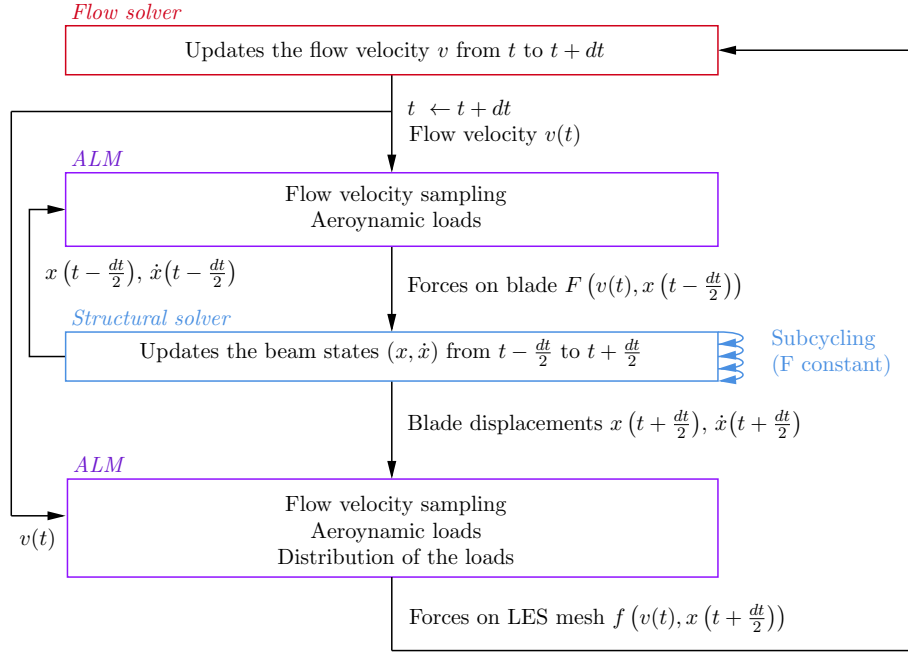 Flow solver
Updates the flow velocity v from t to t + dt
t ← t + dt
Flow velocity v(t)
ALM
Flow velocity sampling
Aeroynamic loads
x(t − dt/2), ẋ(t − dt/2)
Forces on blade F(v(t), x(t − dt/2))
Structural solver
Updates the beam states (x, ẋ) from t − dt/2 to t + dt/2
Subcycling
(F constant)
Blade displacements x(t + dt/2), ẋ(t + dt/2)
ALM
Flow velocity sampling
Aeroynamic loads
Distribution of the loads
v(t)
Forces on LES mesh f(v(t), x(t + dt/2))